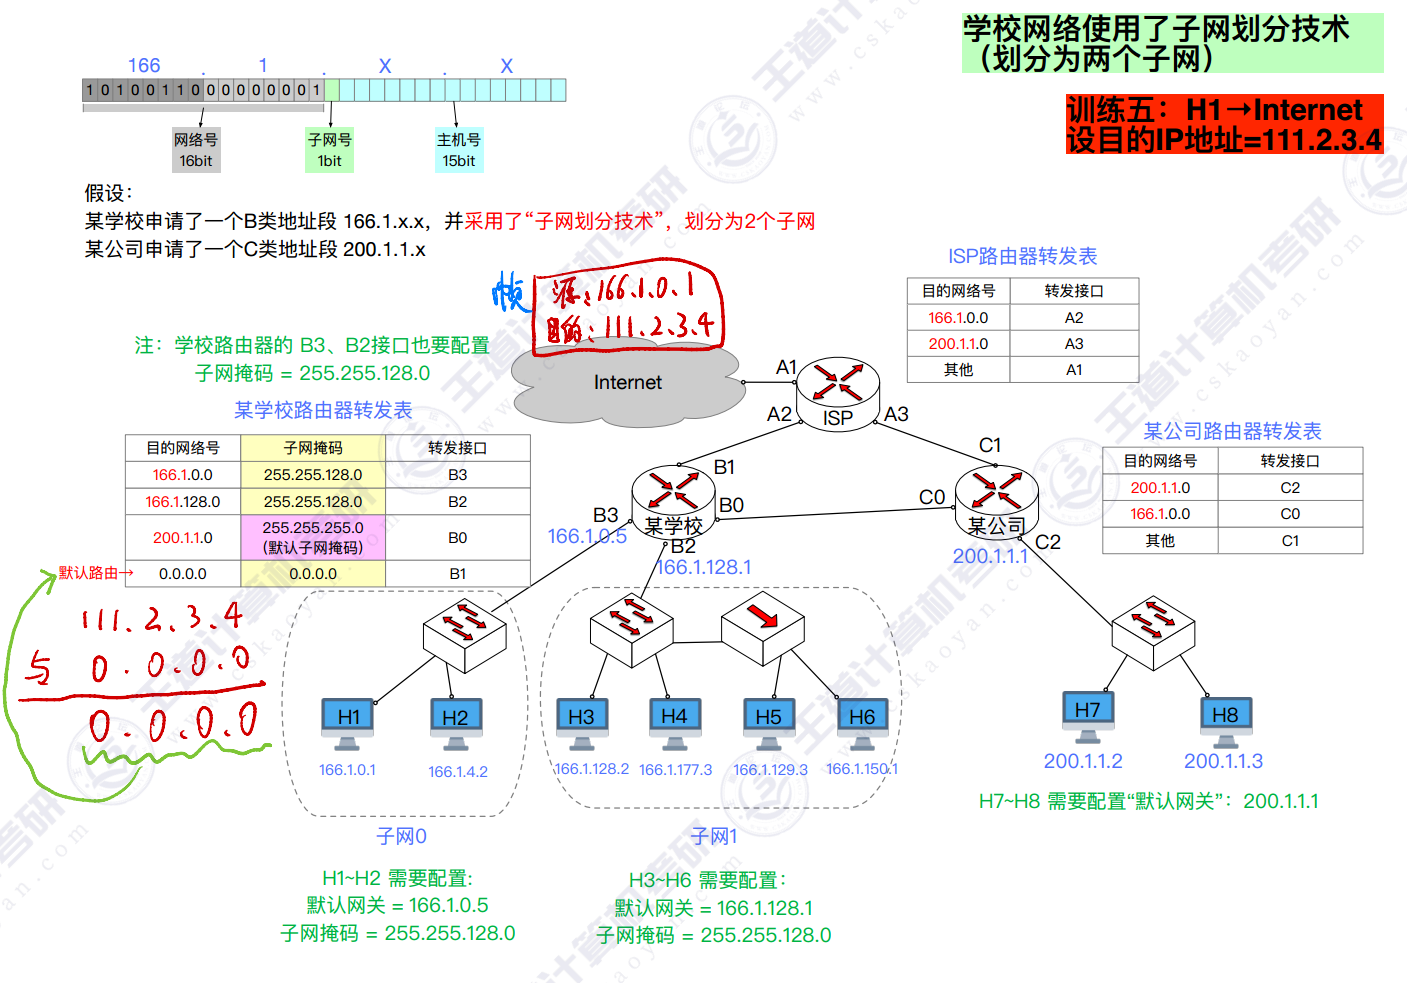 学校网络使用了子网划分技术
（划分为两个子网）
训练五：H1→Internet
设目的IP地址=111.2.3.4
166 . 1 . X . X
1 0 1 0 0 1 1 0 0 0 0 0 0 0 0 1
网络号
16bit
子网号
1bit
主机号
15bit
假设：
某学校申请了一个B类地址段 166.1.x.x，并采用了“子网划分技术”，划分为2个子网
某公司申请了一个C类地址段 200.1.1.x
帧
源：166.1.0.1
目的：111.2.3.4
ISP路由器转发表
目的网络号 转发接口
166.1.0.0 A2
200.1.1.0 A3
其他 A1
注：学校路由器的 B3、B2接口也要配置
子网掩码 = 255.255.128.0
某学校路由器转发表
目的网络号 子网掩码 转发接口
166.1.0.0 255.255.128.0 B3
166.1.128.0 255.255.128.0 B2
200.1.1.0 255.255.255.0 B0
（默认子网掩码）
默认路由→ 0.0.0.0 0.0.0.0 B1
111.2.3.4
与 0.0.0.0
0.0.0.0
Internet
A1
ISP
A2
A3
B1
某学校
B0
B3
166.1.0.5
B2
166.1.128.1
C1
C0
某公司
C2
200.1.1.1
某公司路由器转发表
目的网络号 转发接口
200.1.1.0 C2
166.1.0.0 C0
其他 C1
H1
H2
H3
H4
H5
H6
H7
H8
166.1.0.1
166.1.4.2
166.1.128.2
166.1.177.3
166.1.129.3
166.1.150.1
200.1.1.2
200.1.1.3
H7~H8 需要配置“默认网关”：200.1.1.1
子网0
子网1
H1~H2 需要配置:
默认网关 = 166.1.0.5
子网掩码 = 255.255.128.0
H3~H6 需要配置：
默认网关 = 166.1.128.1
子网掩码 = 255.255.128.0
王道计算机考研
www.cskaoyan.com